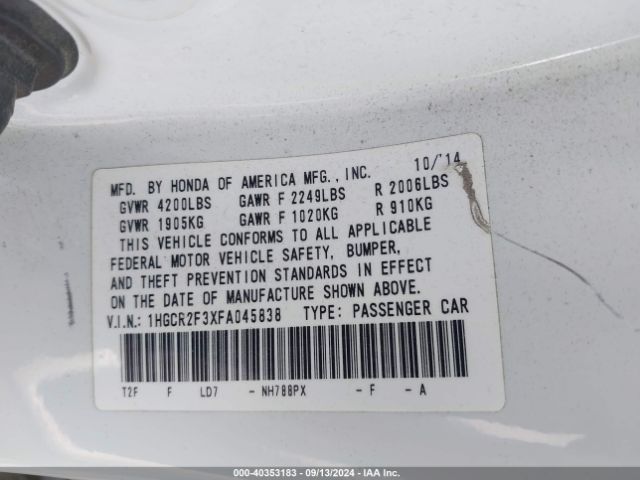 MFD. BY HONDA OF AMERICA MFG., INC. 10/14
GVWR 4200LBS GAWR F 2249LBS R 2006LBS
GVWR 1905KG GAWR F 1020KG R 910KG
THIS VEHICLE CONFORMS TO ALL APPLICABLE
FEDERAL MOTOR VEHICLE SAFETY, BUMPER,
AND THEFT PREVENTION STANDARDS IN EFFECT
ON THE DATE OF MANUFACTURE SHOWN ABOVE.
V.I.N.: 1HGCR2F3XFA045838 TYPE: PASSENGER CAR
T2F F LD7 - NH788PX - F - A
000-40353183 - 09/13/2024 - IAA Inc.